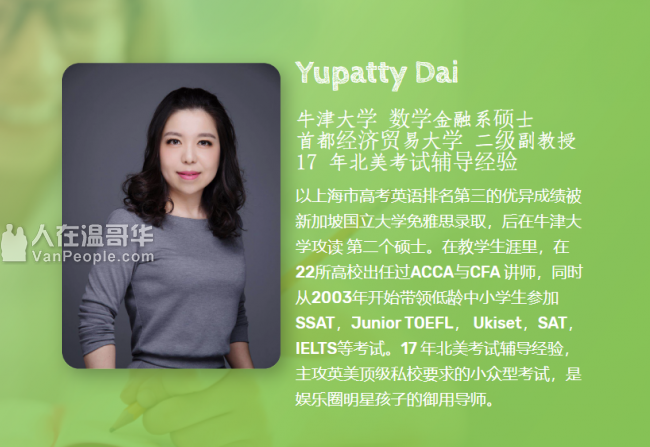 Yupatty Dai
牛津大学 数学金融系硕士
首都经济贸易大学 二级副教授
17 年北美考试辅导经验
以上海市高考英语排名第三的优异成绩被
新加坡国立大学免雅思录取，后在牛津大
学攻读 第二个硕士。在教学生涯里，在
22所高校出任过ACCA与CFA 讲师，同时
从2003年开始带领低龄中小学生参加
SSAT，Junior TOEFL， Ukiset，SAT，
IELTS等考试。17 年北美考试辅导经验，
主攻英美顶级私校要求的小众型考试，是
娱乐圈明星孩子的御用导师。
人在温哥华
VanPeople.com